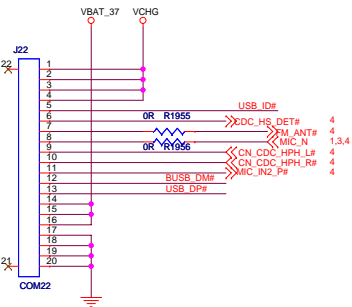 VBAT_37 VCHG
J22
22
1
2
3
4
5 USB_ID#
6 CDC_HS_DET# 4
0R R1955
7 FM_ANT# 4
8 MIC_N 1,3,4
0R R1956
9 CN_CDC_HPH_L# 4
10 CN_CDC_HPH_R# 4
11 MIC_IN2_P# 4
12 BUSB_DM#
13 USB_DP#
14
15
16
17
18
19
20
21
COM22